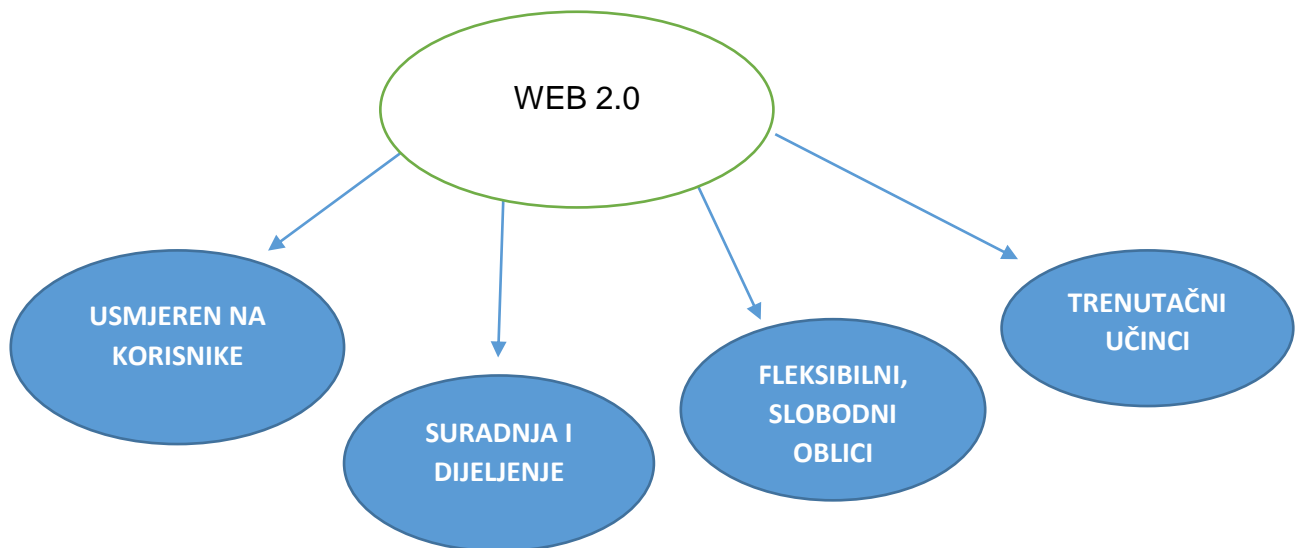 WEB 2.0
USMJEREN NA
KORISNIKE
SURADNJA I
DIJELJENJE
FLEKSIBILNI,
SLOBODNI
OBLICI
TRENUTAČNI
UČINCI